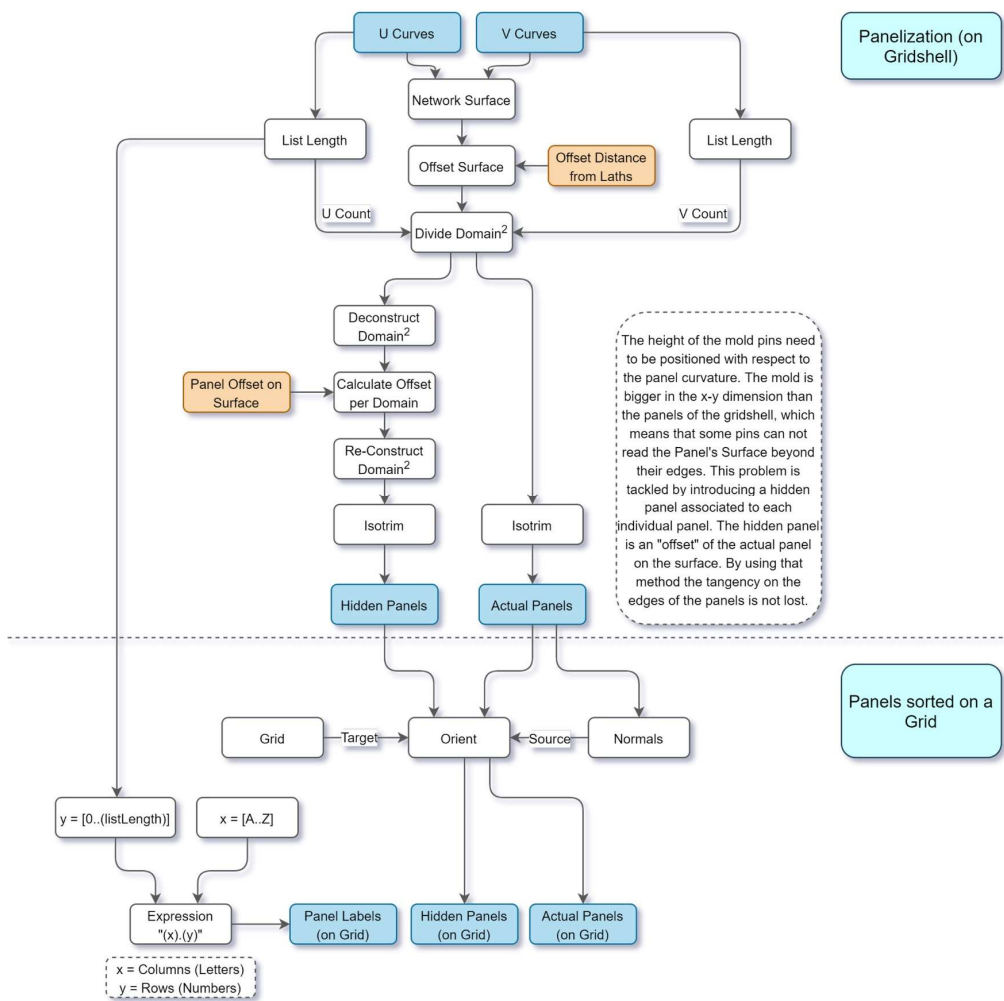 U Curves
V Curves
Panelization (on
Gridshell)
Network Surface
List Length
List Length
Offset Surface
Offset Distance
from Laths
U Count
V Count
Divide Domain²
Deconstruct
Domain²
Panel Offset on
Surface
Calculate Offset
per Domain
Re-Construct
Domain²
Isotrim
Isotrim
Hidden Panels
Actual Panels
The height of the mold pins need
to be positioned with respect to
the panel curvature. The mold is
bigger in the x-y dimension than
the panels of the gridshell, which
means that some pins can not
read the Panel's Surface beyond
their edges. This problem is
tackled by introducing a hidden
panel associated to each
individual panel. The hidden panel
is an "offset" of the actual panel
on the surface. By using that
method the tangency on the
edges of the panels is not lost.
Panels sorted on a
Grid
Grid
Target
Orient
Source
Normals
y = [0..(listLength)]
x = [A..Z]
Expression
"(x).(y)"
Panel Labels
(on Grid)
Hidden Panels
(on Grid)
Actual Panels
(on Grid)
x = Columns (Letters)
y = Rows (Numbers)